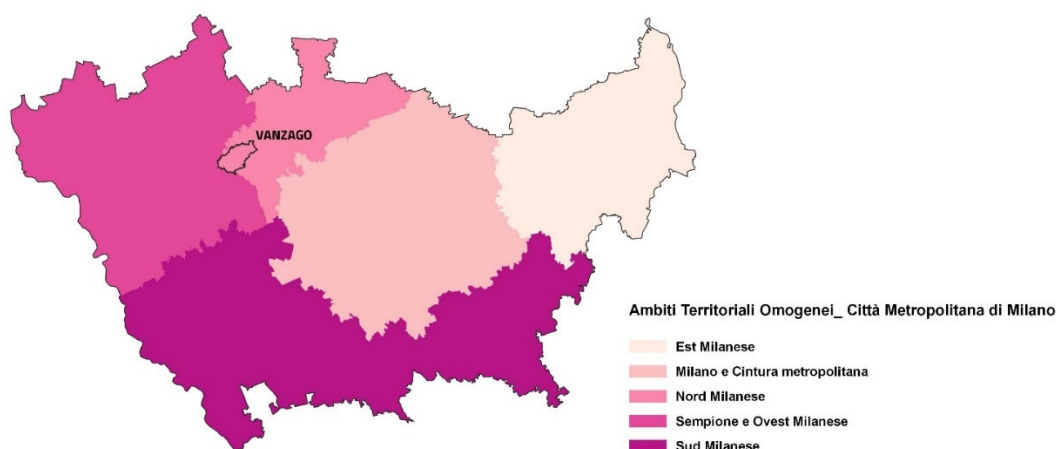 VANZAGO
Ambiti Territoriali Omogenei_ Città Metropolitana di Milano
Est Milanese
Milano e Cintura metropolitana
Nord Milanese
Sempione e Ovest Milanese
Sud Milanese